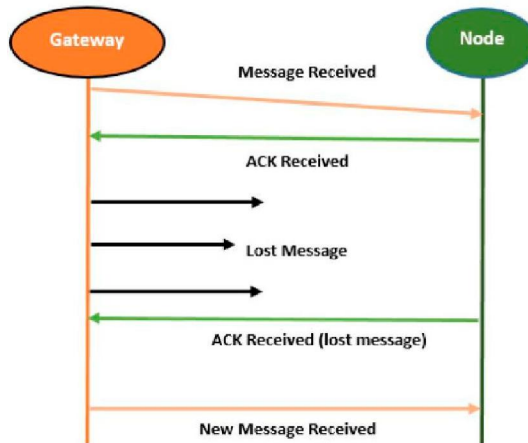 Gateway
Node
Message Received
ACK Received
Lost Message
ACK Received (lost message)
New Message Received